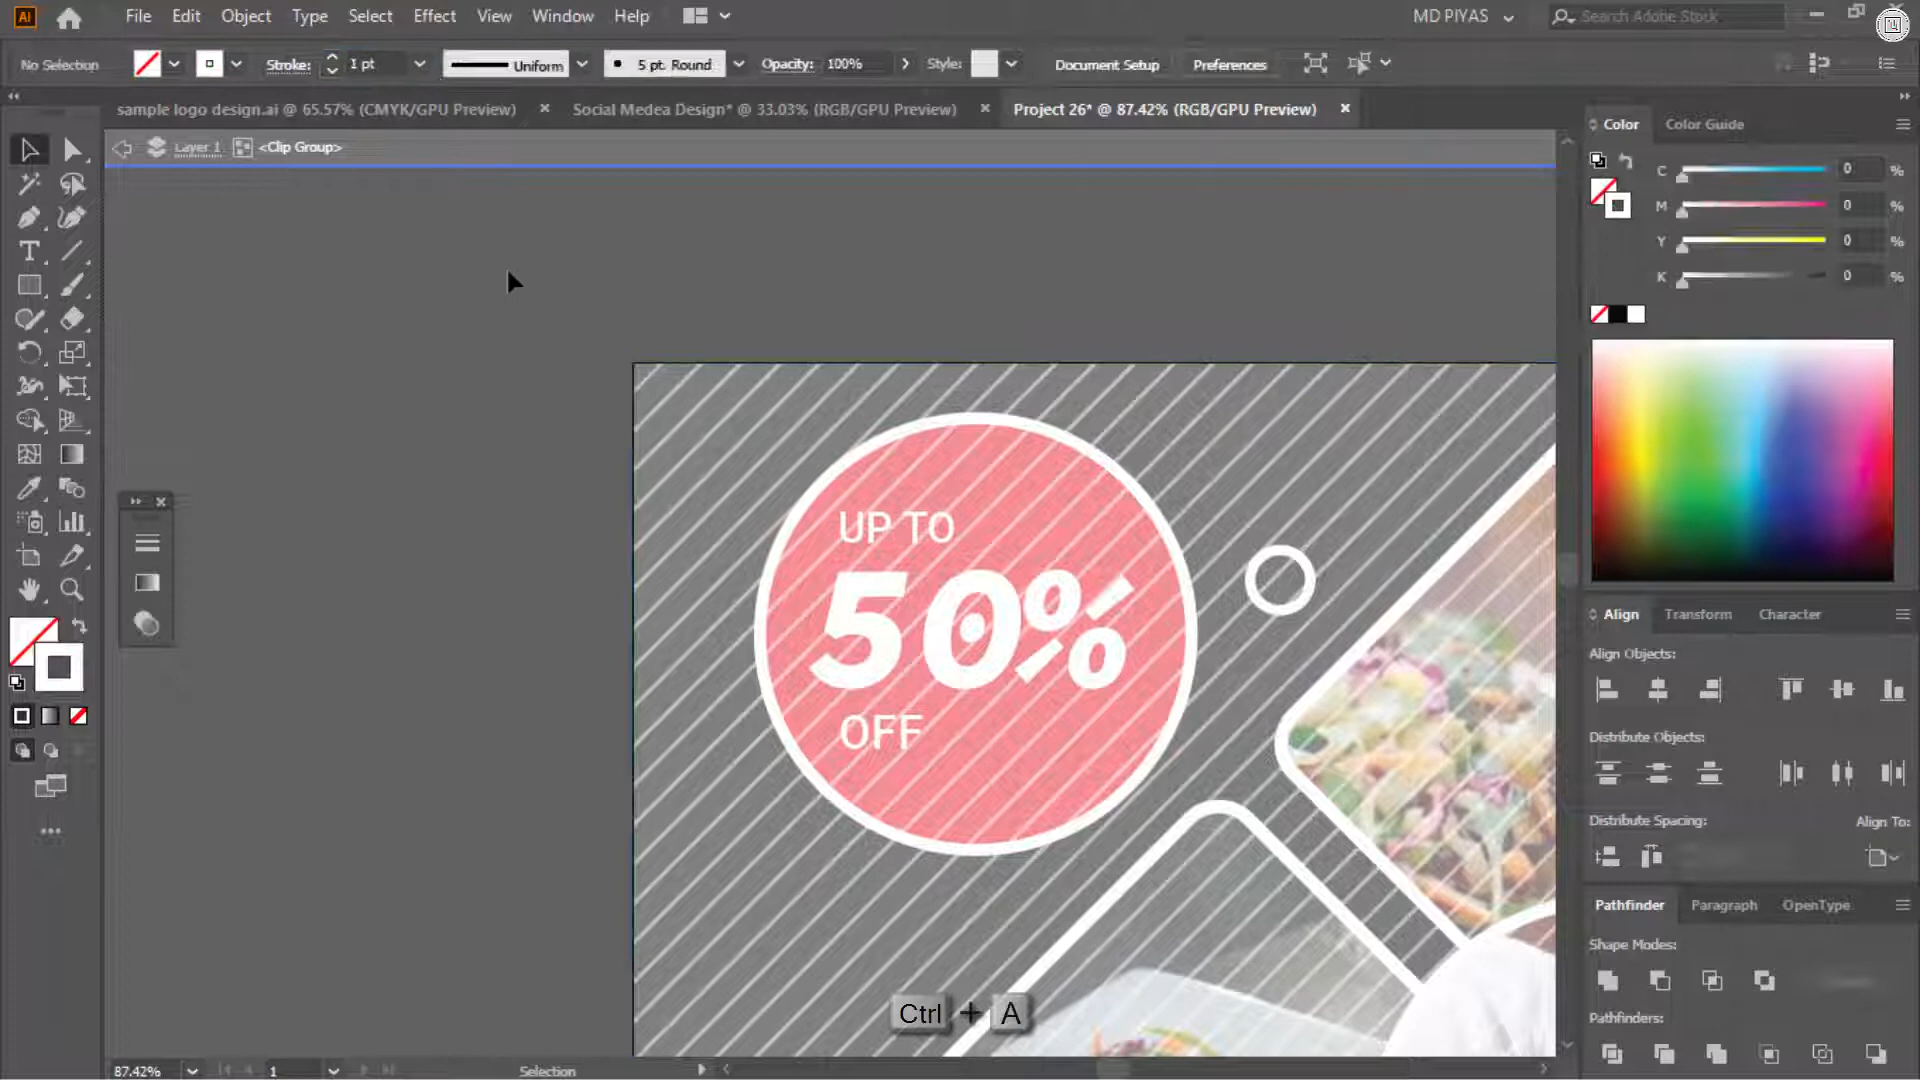 File Edit Object Type Select Effect View Window Help
MD PIYAS
Search Adobe Stock
No Selection
Stroke: 1 pt
Uniform
5 pt. Round
Opacity: 100%
Style:
Document Setup
Preferences
sample logo design.ai @ 65.57% (CMYK/GPU Preview)
Social Medea Design* @ 33.03% (RGB/GPU Preview)
Project 26* @ 87.42% (RGB/GPU Preview)
Layer 1
<Clip Group>
Color
Color Guide
C 0 %
M 0 %
Y 0 %
K 0 %
UP TO
50%
OFF
Align
Transform
Character
Align Objects:
Distribute Objects:
Distribute Spacing:
Align To:
Pathfinder
Paragraph
OpenType
Shape Modes:
Pathfinders:
Ctrl + A
87.42%
1
Selection